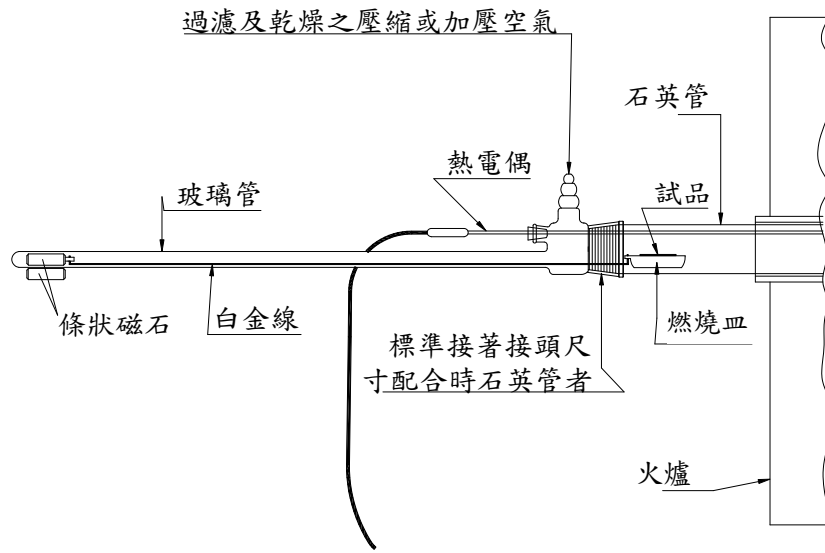 過濾及乾燥之壓縮或加壓空氣
石英管
熱電偶
試品
玻璃管
條狀磁石
白金線
標準接著接頭尺
寸配合時石英管者
燃燒皿
火爐